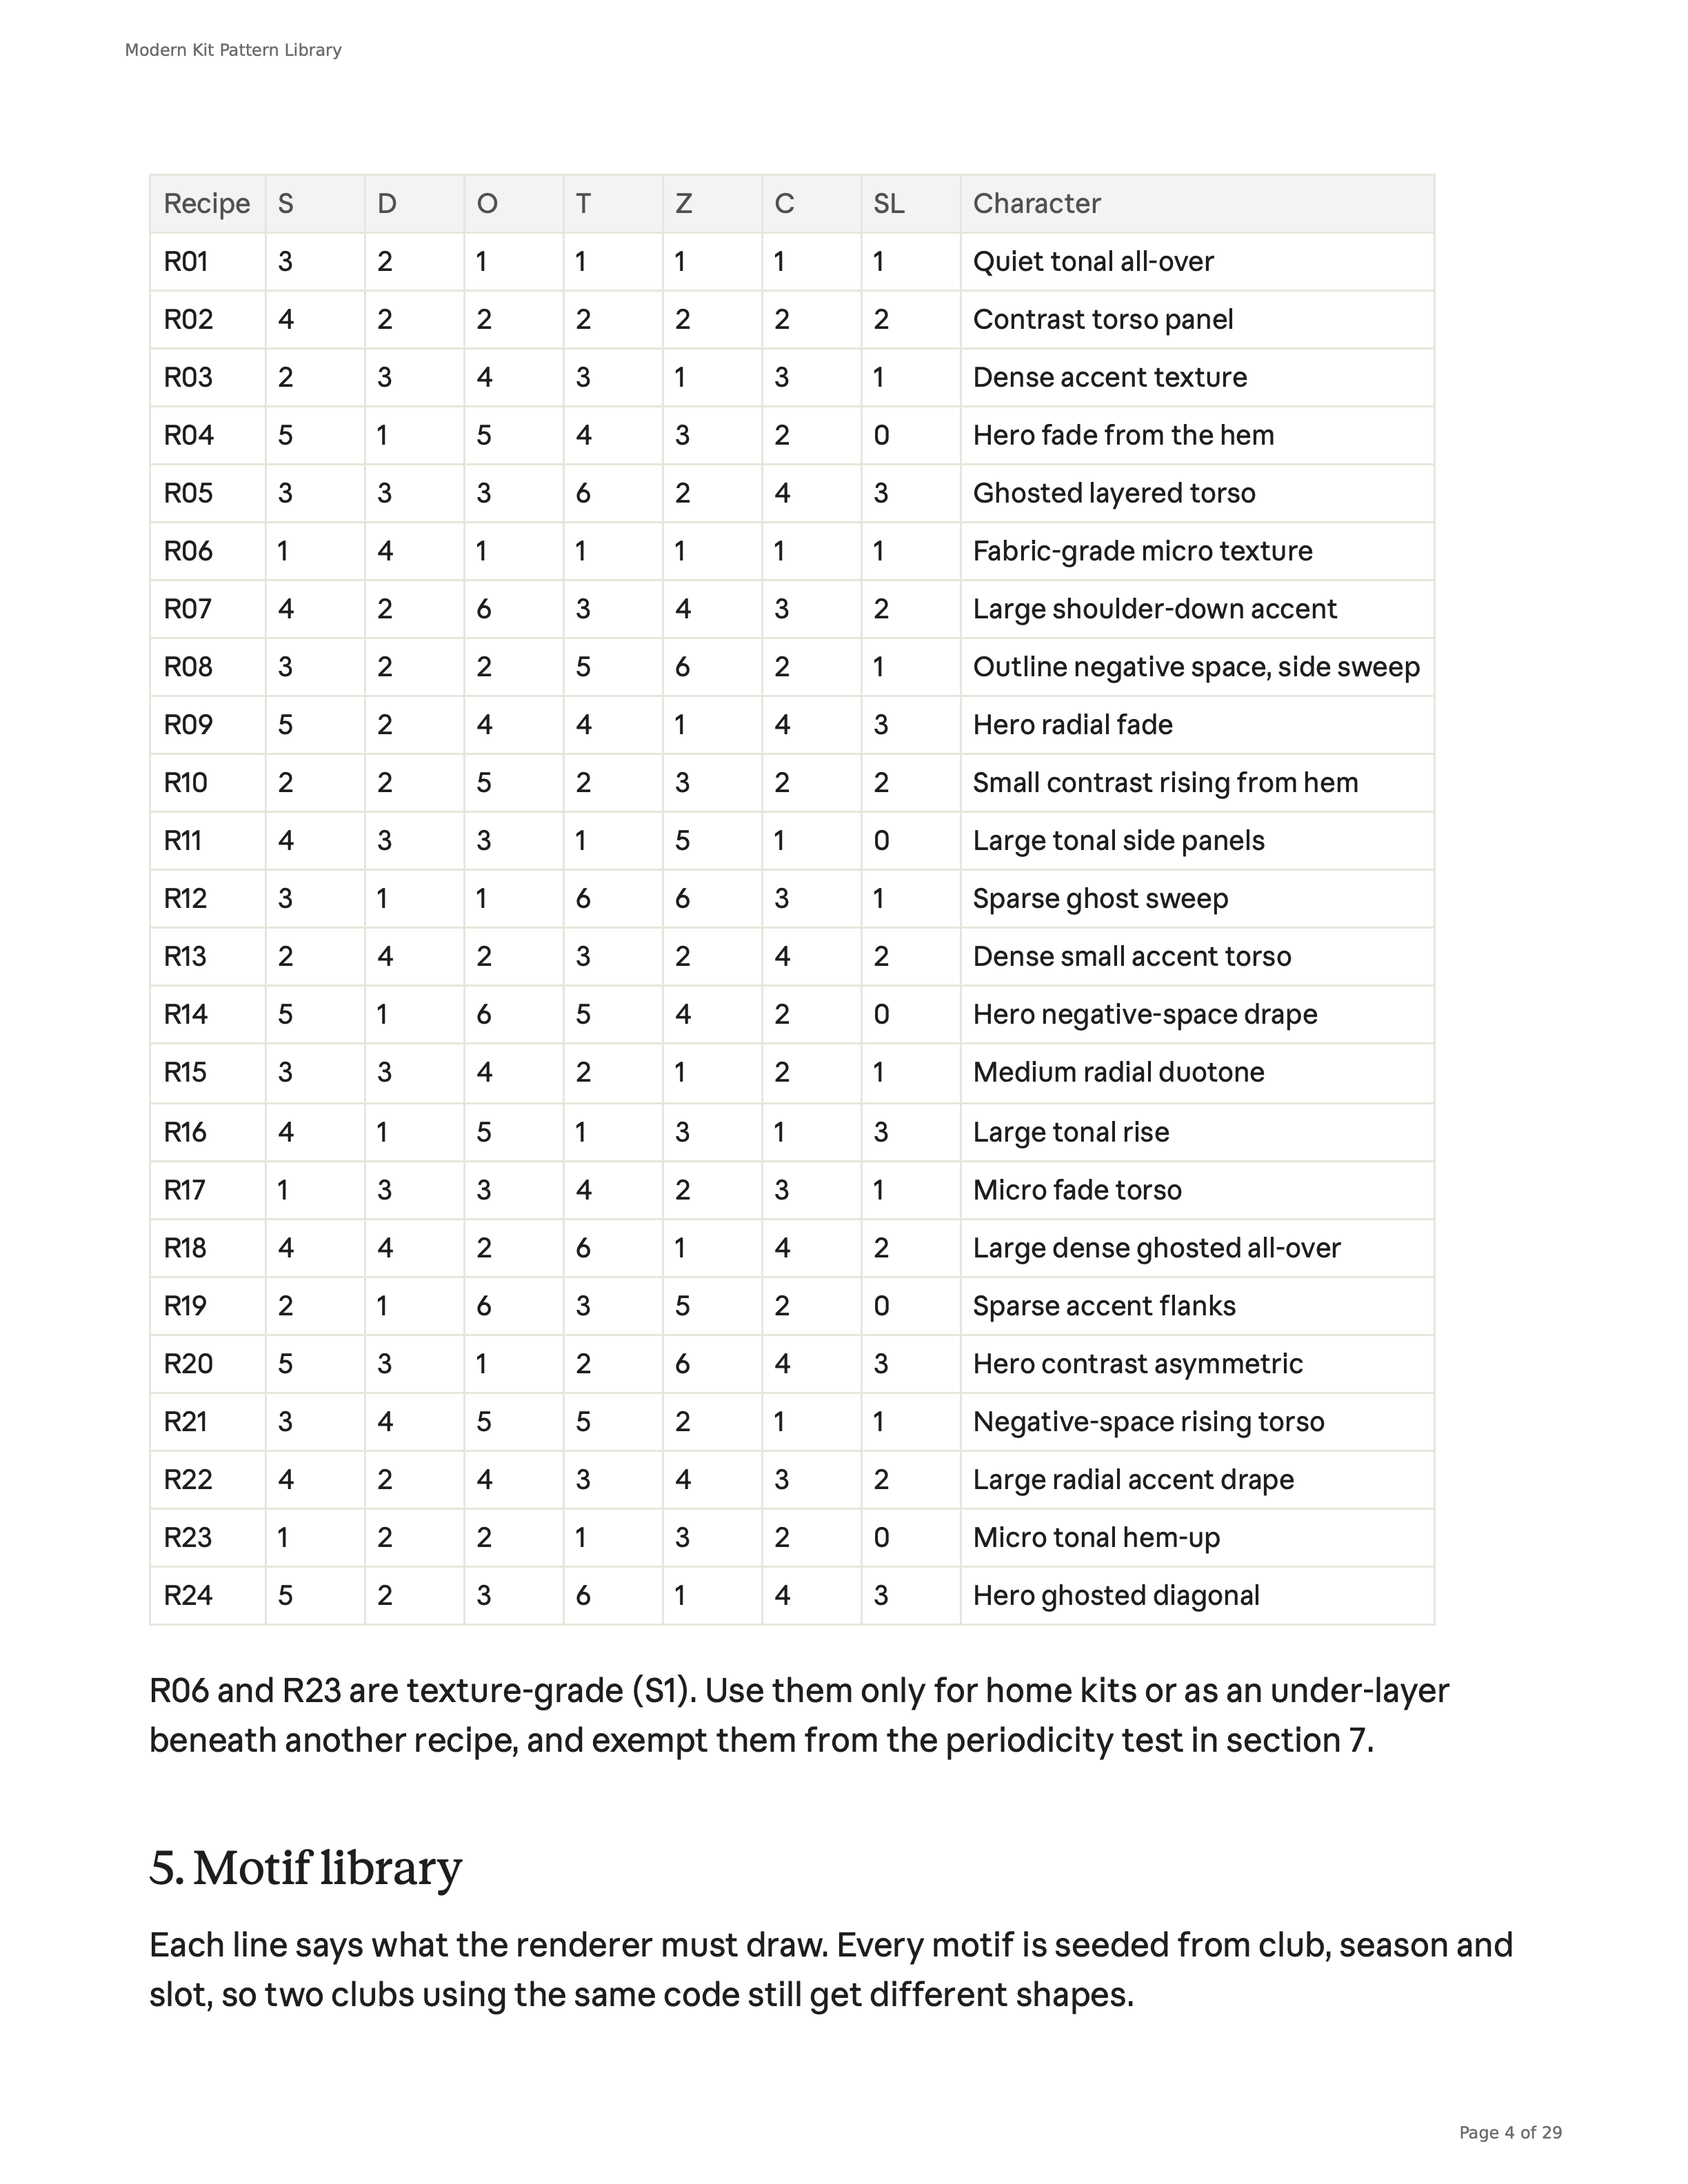 Modern Kit Pattern Library
Recipe S D O T Z C SL Character
R01 3 2 1 1 1 1 1 Quiet tonal all-over
R02 4 2 2 2 2 2 2 Contrast torso panel
R03 2 3 4 3 1 3 1 Dense accent texture
R04 5 1 5 4 3 2 0 Hero fade from the hem
R05 3 3 3 6 2 4 3 Ghosted layered torso
R06 1 4 1 1 1 1 1 Fabric-grade micro texture
R07 4 2 6 3 4 3 2 Large shoulder-down accent
R08 3 2 2 5 6 2 1 Outline negative space, side sweep
R09 5 2 4 4 1 4 3 Hero radial fade
R10 2 2 5 2 3 2 2 Small contrast rising from hem
R11 4 3 3 1 5 1 0 Large tonal side panels
R12 3 1 1 6 6 3 1 Sparse ghost sweep
R13 2 4 2 3 2 4 2 Dense small accent torso
R14 5 1 6 5 4 2 0 Hero negative-space drape
R15 3 3 4 2 1 2 1 Medium radial duotone
R16 4 1 5 1 3 1 3 Large tonal rise
R17 1 3 3 4 2 3 1 Micro fade torso
R18 4 4 2 6 1 4 2 Large dense ghosted all-over
R19 2 1 6 3 5 2 0 Sparse accent flanks
R20 5 3 1 2 6 4 3 Hero contrast asymmetric
R21 3 4 5 5 2 1 1 Negative-space rising torso
R22 4 2 4 3 4 3 2 Large radial accent drape
R23 1 2 2 1 3 2 0 Micro tonal hem-up
R24 5 2 3 6 1 4 3 Hero ghosted diagonal
R06 and R23 are texture-grade (S1). Use them only for home kits or as an under-layer
beneath another recipe, and exempt them from the periodicity test in section 7.
5. Motif library
Each line says what the renderer must draw. Every motif is seeded from club, season and
slot, so two clubs using the same code still get different shapes.
Page 4 of 29